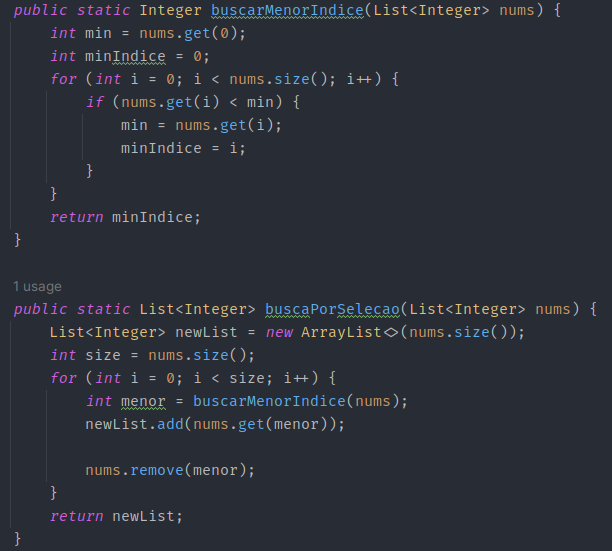 public static Integer buscarMenorIndice(List<Integer> nums) {
    int min = nums.get(0);
    int minIndice = 0;
    for (int i = 0; i < nums.size(); i++) {
        if (nums.get(i) < min) {
            min = nums.get(i);
            minIndice = i;
        }
    }
    return minIndice;
}
1 usage
public static List<Integer> buscaPorSelecao(List<Integer> nums) {
    List<Integer> newList = new ArrayList<>(nums.size());
    int size = nums.size();
    for (int i = 0; i < size; i++) {
        int menor = buscarMenorIndice(nums);
        newList.add(nums.get(menor));
        nums.remove(menor);
    }
    return newList;
}